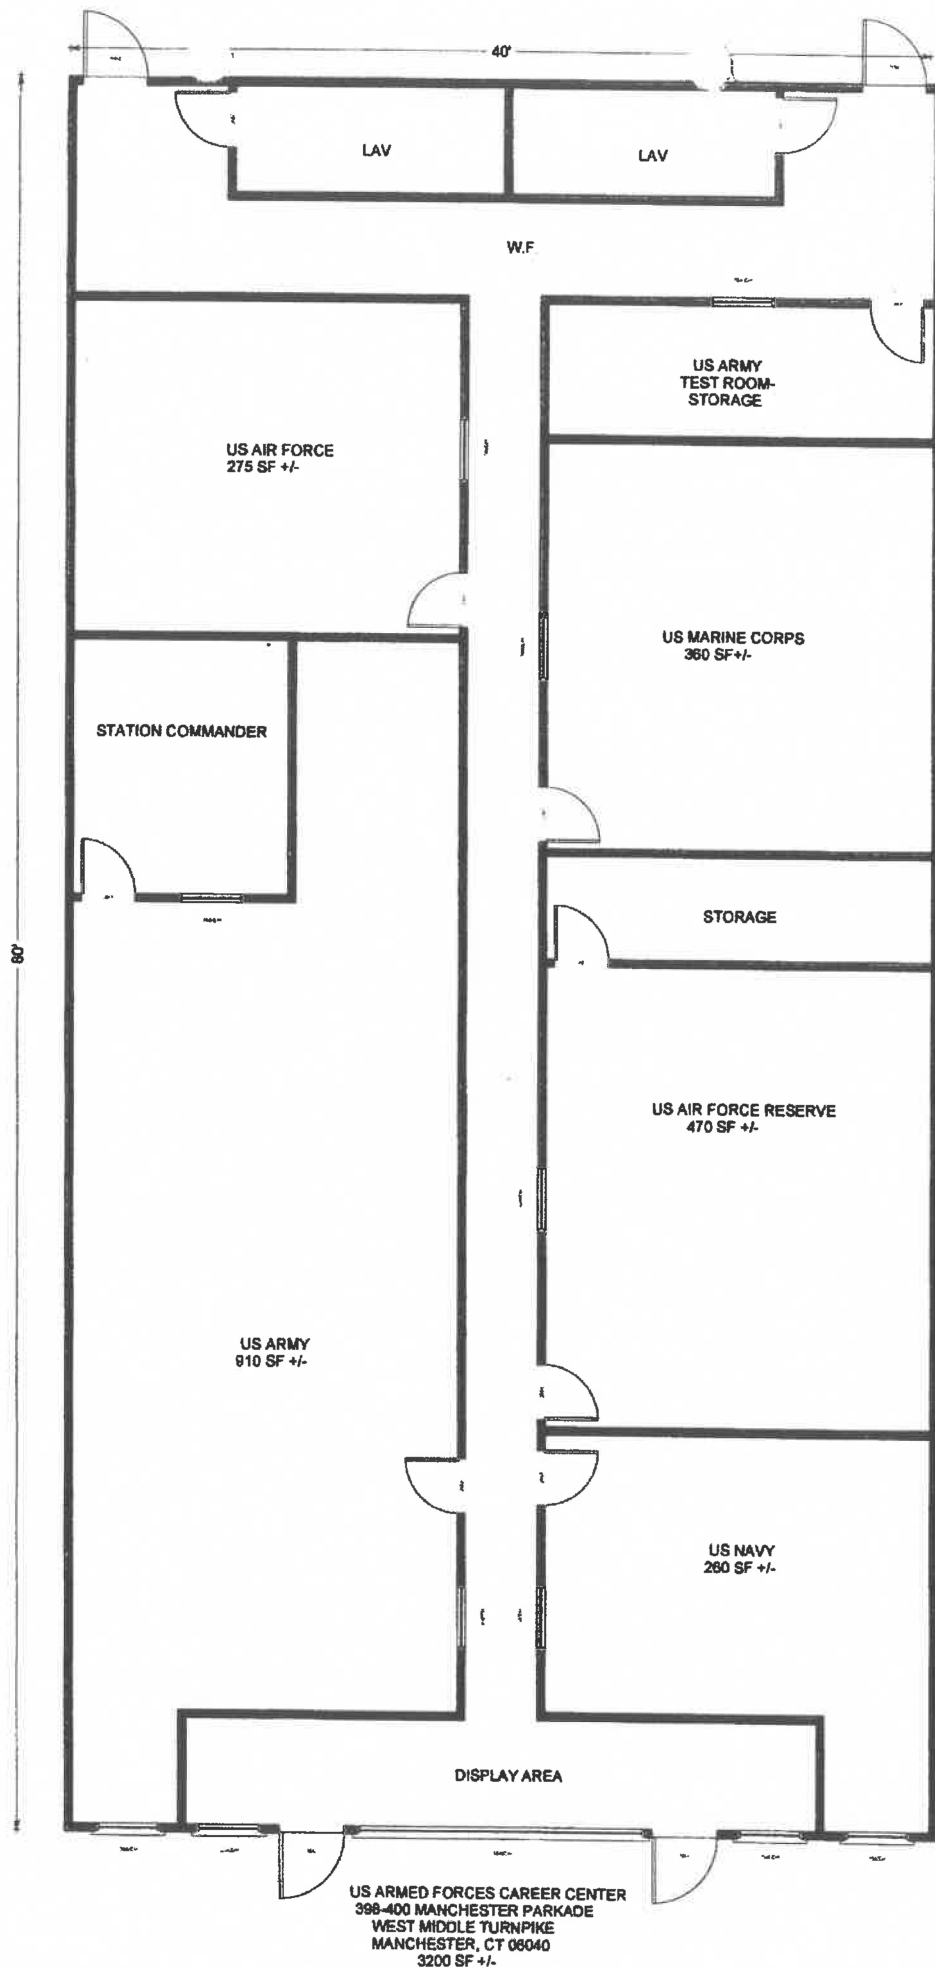 40'
LAV
LAV
W.F.
US ARMY
TEST ROOM-
STORAGE
US AIR FORCE
275 SF +/-
US MARINE CORPS
360 SF+/-
STATION COMMANDER
STORAGE
80'
US AIR FORCE RESERVE
470 SF +/-
US ARMY
910 SF +/-
US NAVY
260 SF +/-
DISPLAY AREA
US ARMED FORCES CAREER CENTER
398-400 MANCHESTER PARKADE
WEST MIDDLE TURNPIKE
MANCHESTER, CT 06040
3200 SF +/-